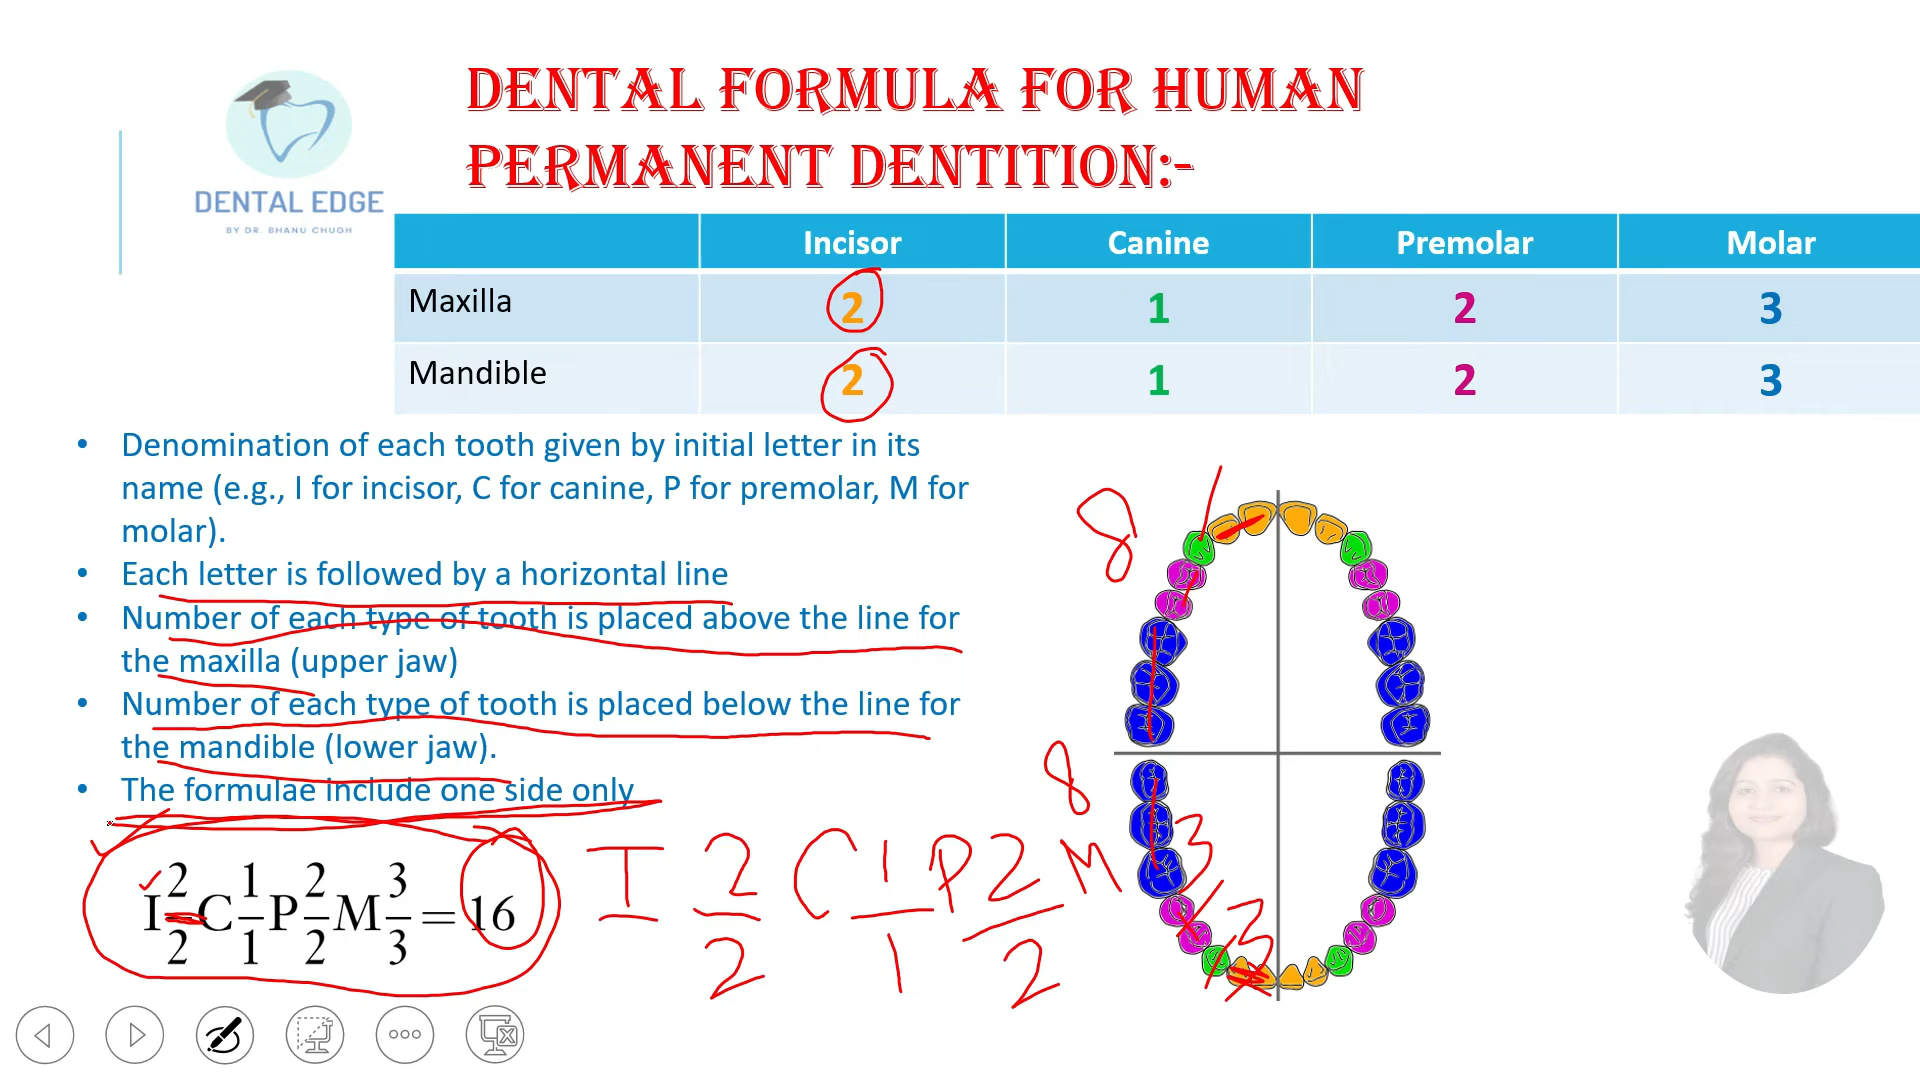 DENTAL FORMULA FOR HUMAN
PERMANENT DENTITION:-
DENTAL EDGE
BY DR. BHANU CHUGH
Incisor Canine Premolar Molar
Maxilla 2 1 2 3
Mandible 2 1 2 3
• Denomination of each tooth given by initial letter in its
name (e.g., I for incisor, C for canine, P for premolar, M for
molar).
• Each letter is followed by a horizontal line
• Number of each type of tooth is placed above the line for
the maxilla (upper jaw)
• Number of each type of tooth is placed below the line for
the mandible (lower jaw).
• The formulae include one side only
I 2/2 C 1/1 P 2/2 M 3/3 = 16
I 2/2 C 1/1 P 2/2 M 3/3
8
8